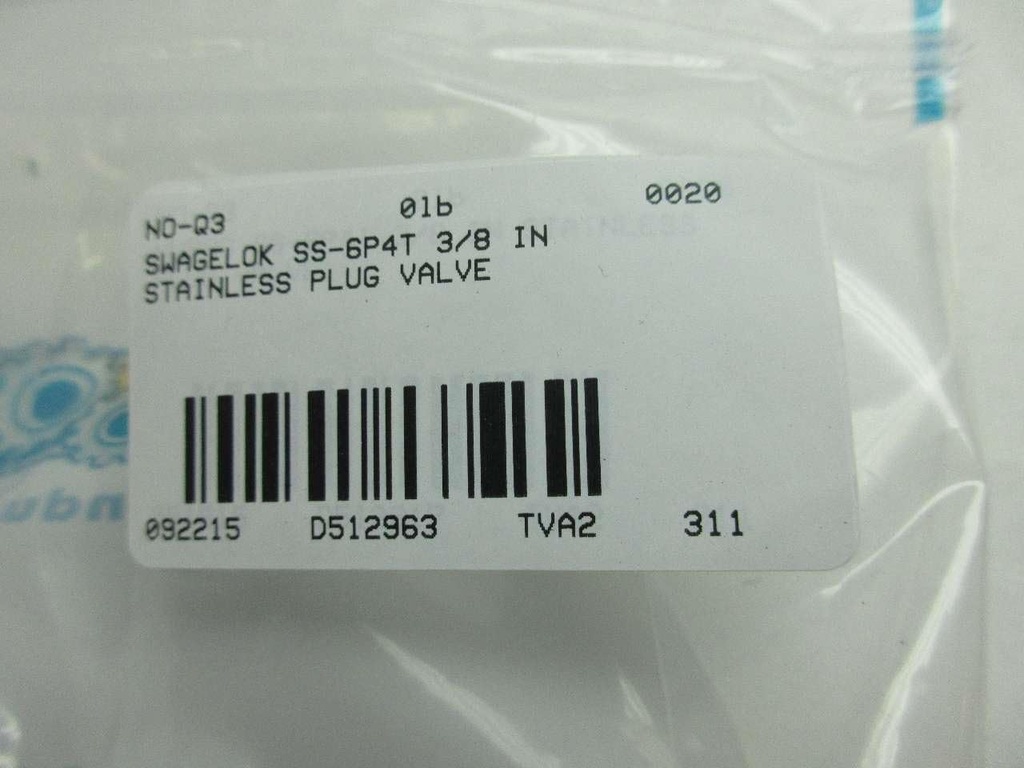 NO-Q3 01b 0020
SWAGELOK SS-6P4T 3/8 IN
STAINLESS PLUG VALVE
092215 D512963 TVA2 311